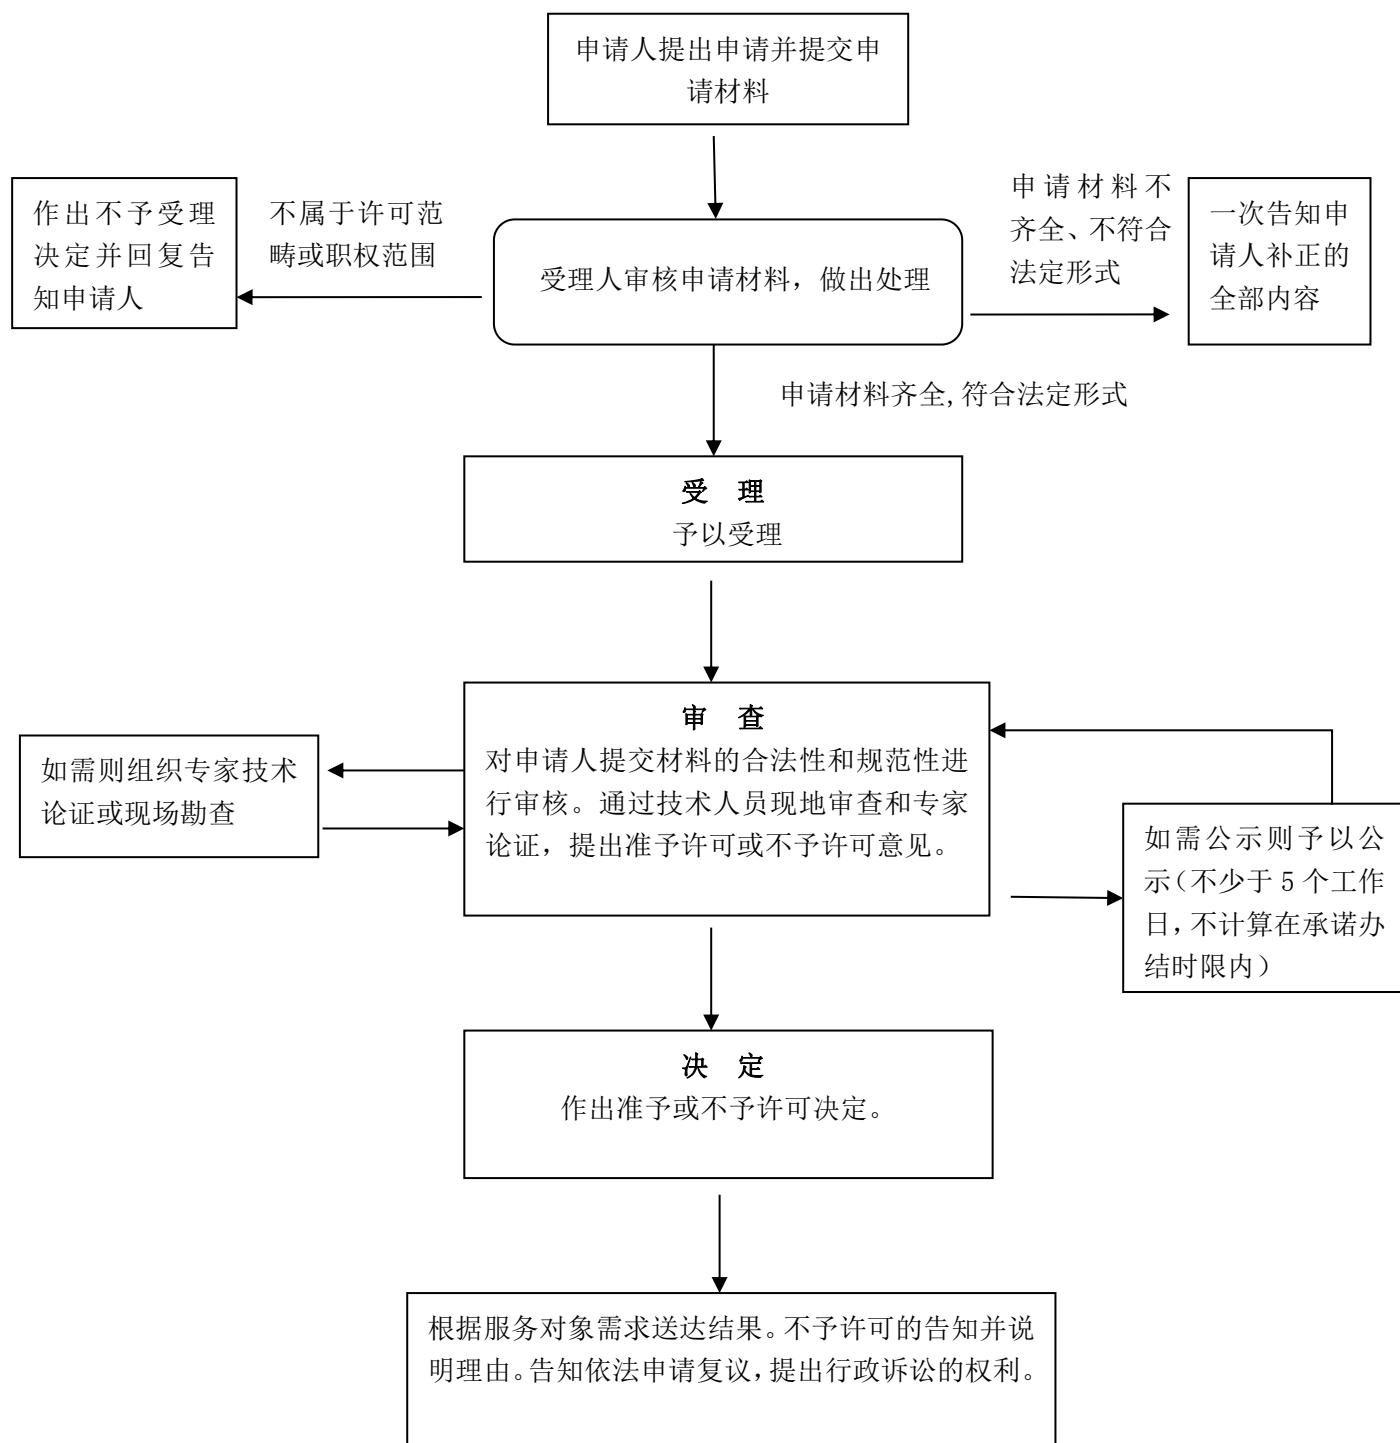 申请人提出申请并提交申
请材料
作出不予受理
决定并回复告
知申请人
不属于许可范
畴或职权范围
受理人审核申请材料，做出处理
申请材料不
齐全、不符合
法定形式
一次告知申
请人补正的
全部内容
申请材料齐全,符合法定形式
受 理
予以受理
审 查
对申请人提交材料的合法性和规范性进
行审核。通过技术人员现地审查和专家
论证，提出准予许可或不予许可意见。
如需则组织专家技术
论证或现场勘查
如需公示则予以公
示（不少于 5 个工作
日，不计算在承诺办
结时限内）
决 定
作出准予或不予许可决定。
根据服务对象需求送达结果。不予许可的告知并说
明理由。告知依法申请复议，提出行政诉讼的权利。